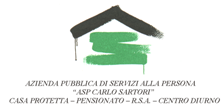 AZIENDA PUBBLICA DI SERVIZI ALLA PERSONA
"ASP CARLO SARTORI"
CASA PROTETTA – PENSIONATO – R.S.A. – CENTRO DIURNO